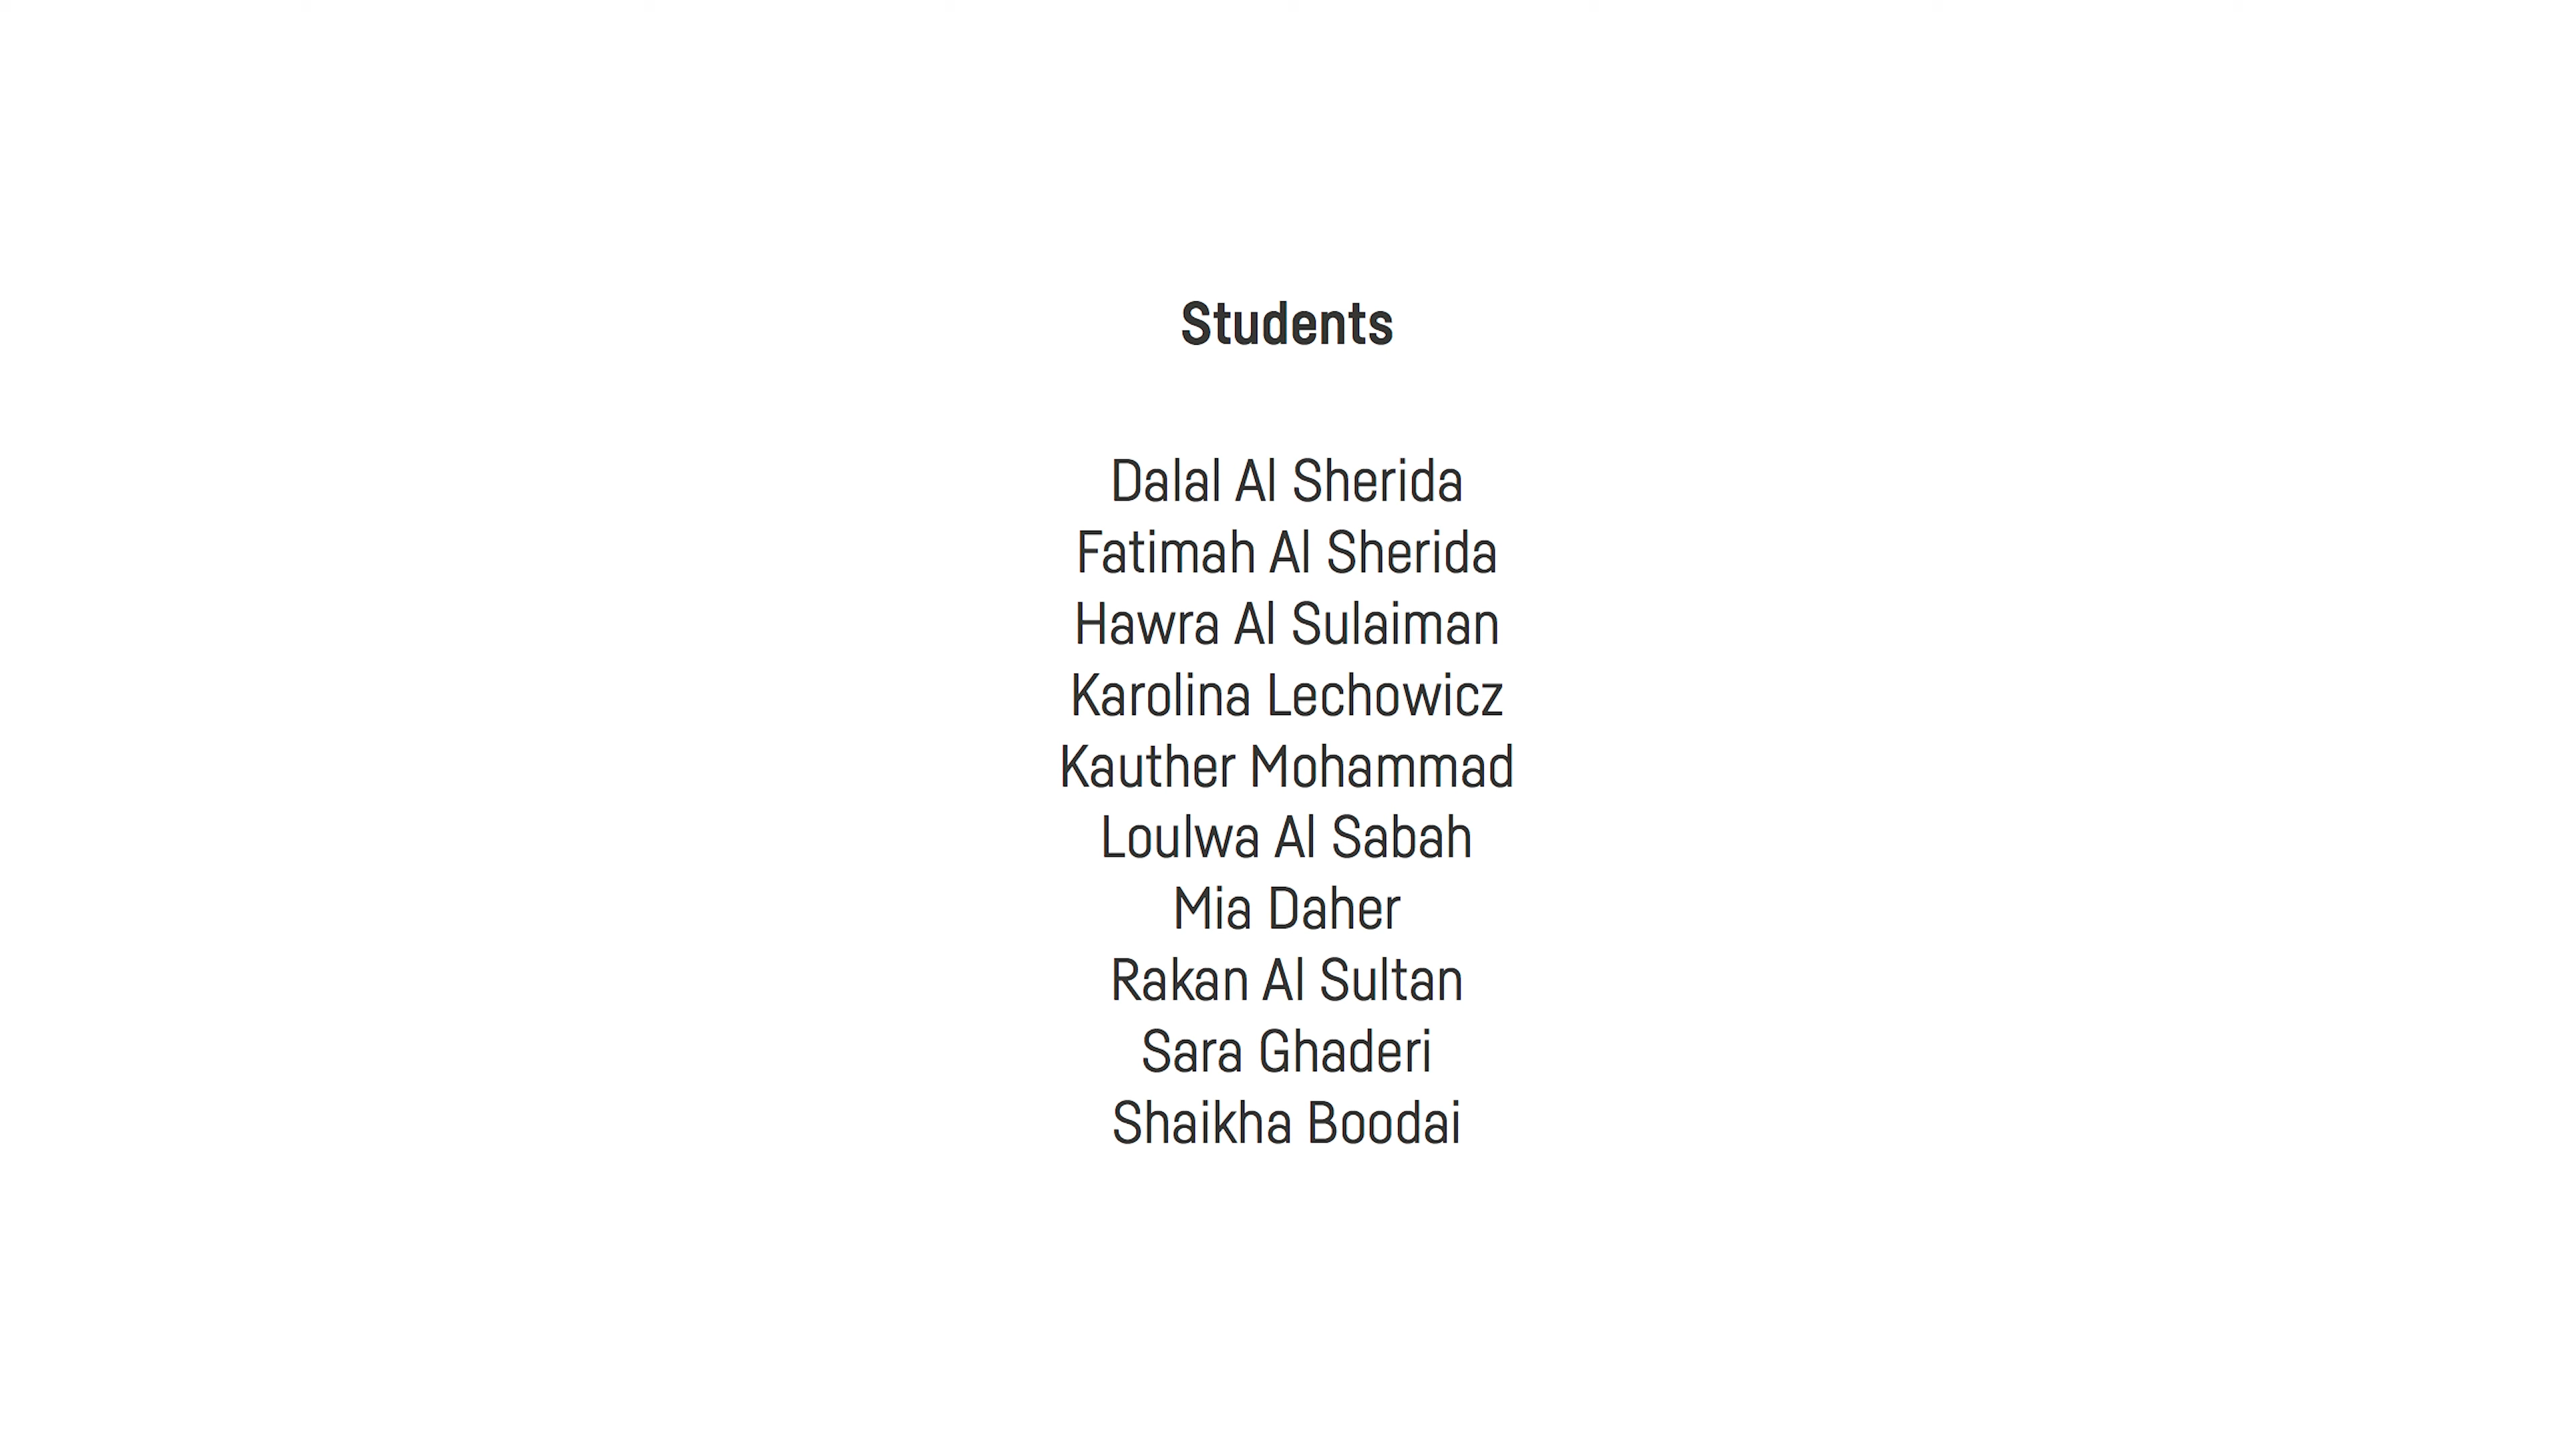 Students
Dalal Al Sherida
Fatimah Al Sherida
Hawra Al Sulaiman
Karolina Lechowicz
Kauther Mohammad
Loulwa Al Sabah
Mia Daher
Rakan Al Sultan
Sara Ghaderi
Shaikha Boodai